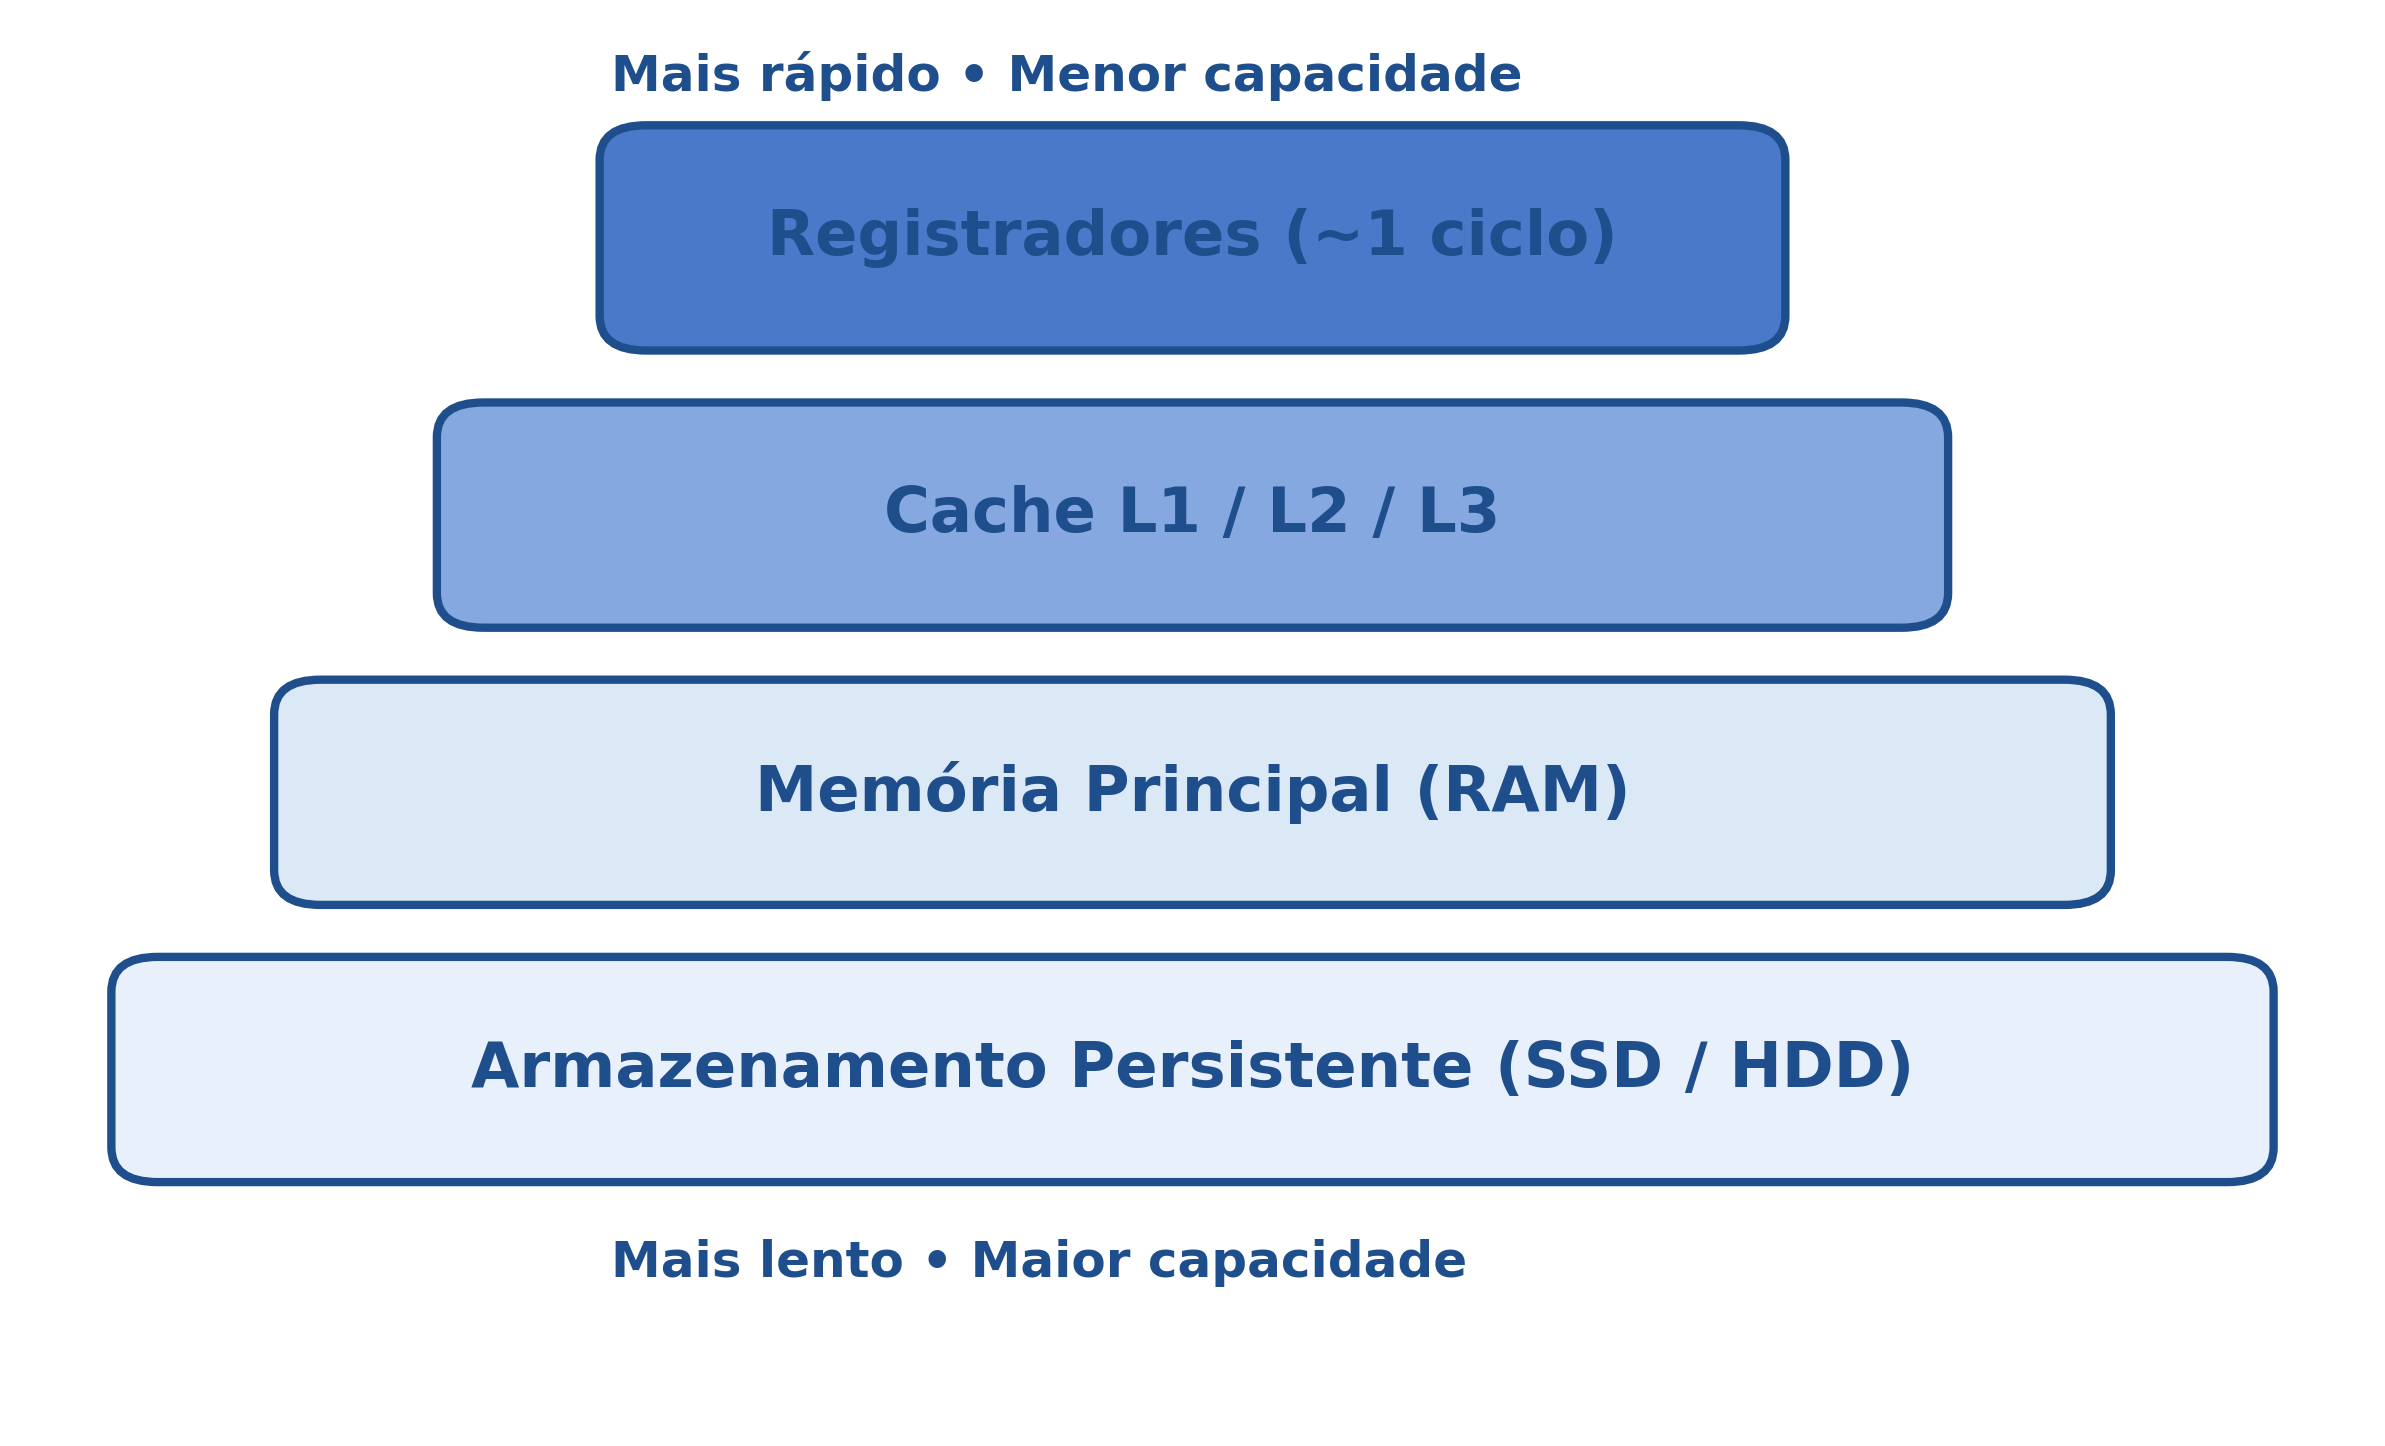 Mais rápido • Menor capacidade
Registradores (~1 ciclo)
Cache L1 / L2 / L3
Memória Principal (RAM)
Armazenamento Persistente (SSD / HDD)
Mais lento • Maior capacidade